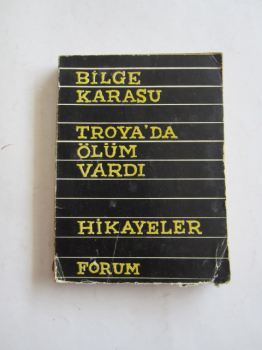 BİLGE
KARASU
TROYA'DA
ÖLÜM
VARDI
HİKAYELER
FORUM